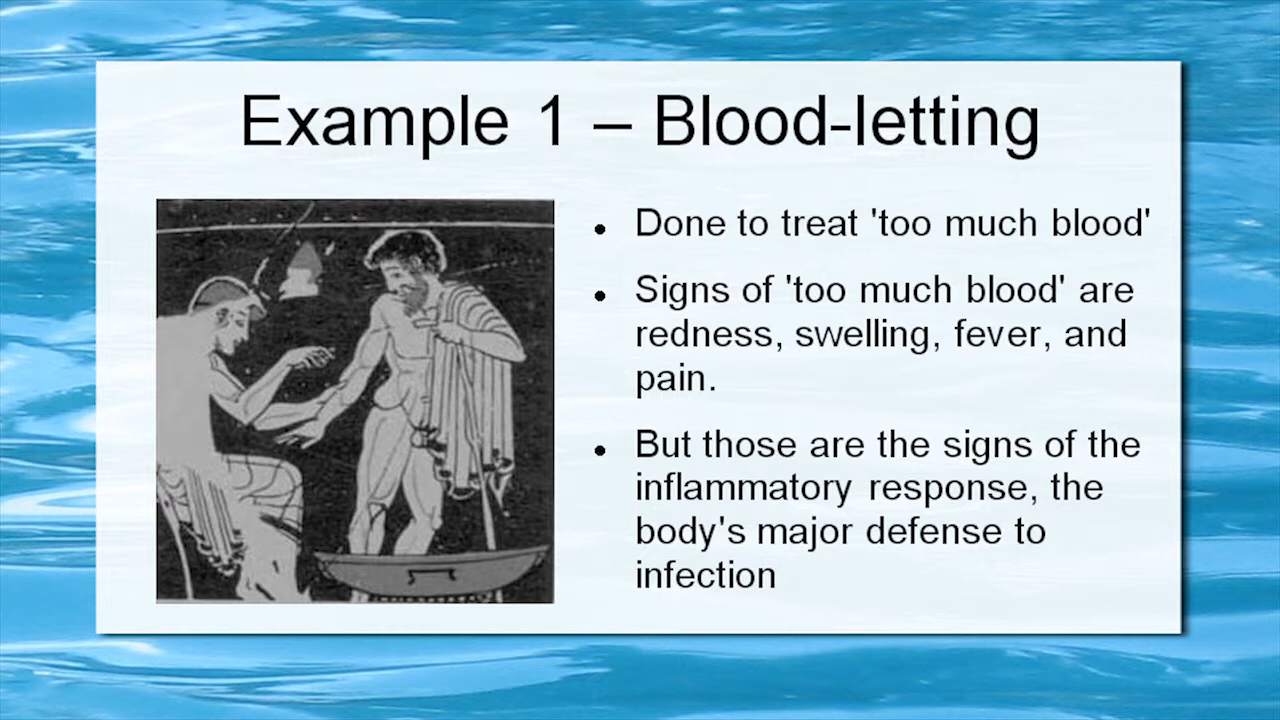 Example 1 – Blood-letting
Done to treat 'too much blood'
Signs of 'too much blood' are
redness, swelling, fever, and
pain.
But those are the signs of the
inflammatory response, the
body's major defense to
infection